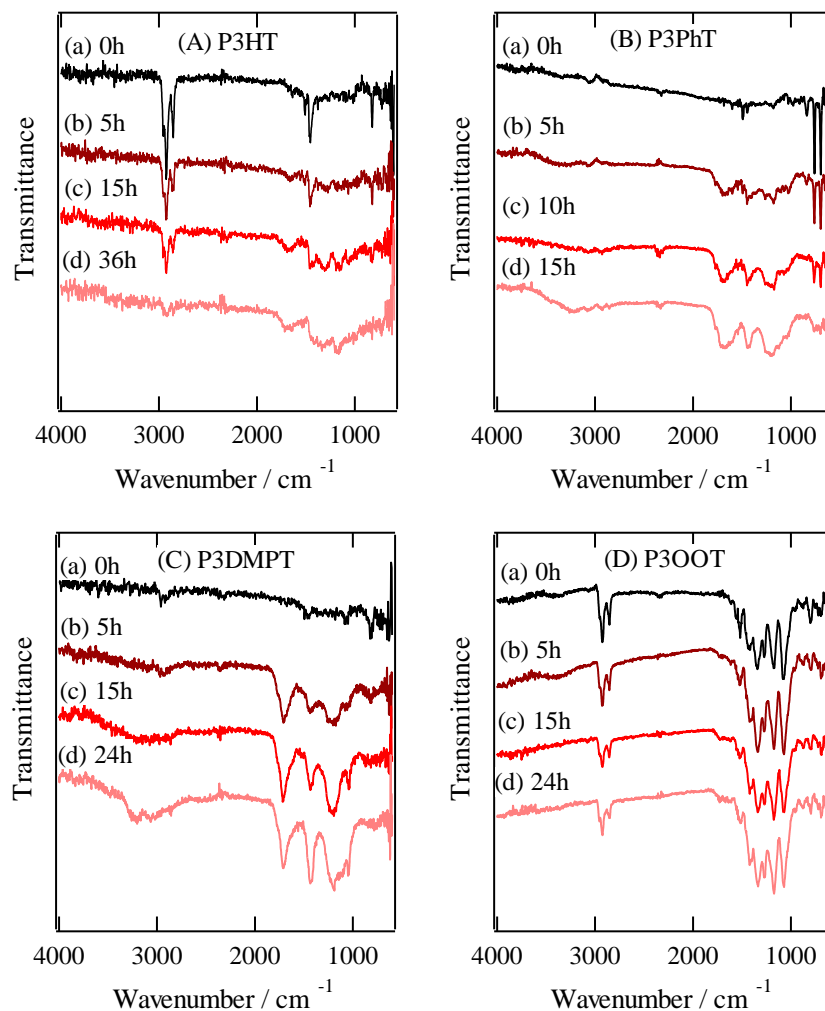 (A) P3HT
(a) 0h
(b) 5h
(c) 15h
(d) 36h
Transmittance
4000 3000 2000 1000
Wavenumber / cm -1
(B) P3PhT
(a) 0h
(b) 5h
(c) 10h
(d) 15h
Transmittance
4000 3000 2000 1000
Wavenumber / cm -1
(C) P3DMPT
(a) 0h
(b) 5h
(c) 15h
(d) 24h
Transmittance
4000 3000 2000 1000
Wavenumber / cm -1
(D) P3OOT
(a) 0h
(b) 5h
(c) 15h
(d) 24h
Transmittance
4000 3000 2000 1000
Wavenumber / cm -1